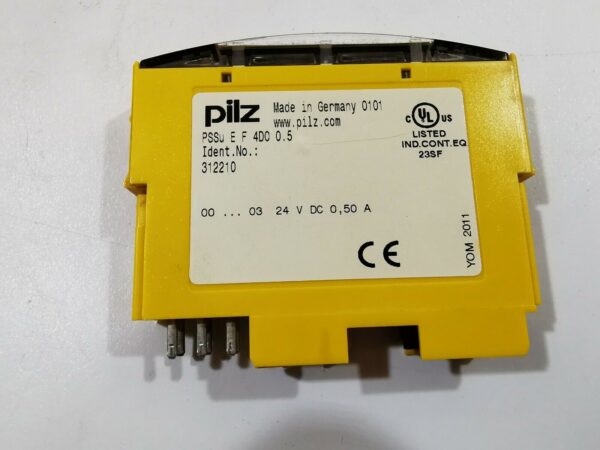 pilz Made in Germany 0101
www.pilz.com
PSSu E F 4DO 0.5
Ident.No.:
312210
00 ... 03 24 V DC 0,50 A
C UL US
LISTED
IND.CONT.EQ
23SF
CE
YOM 2011